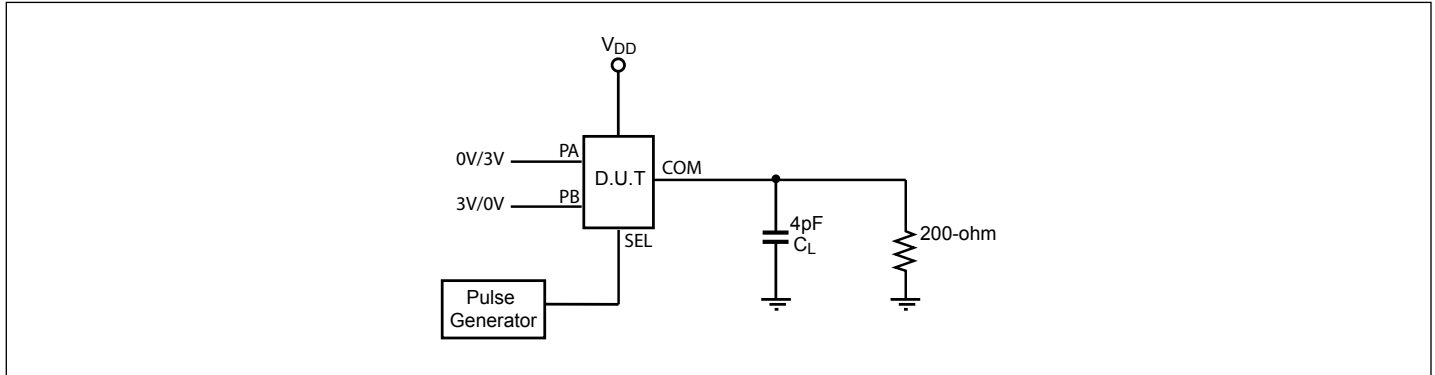 VDD
0V/3V
PA
D.U.T
COM
3V/0V
PB
SEL
4pF
CL
200-ohm
Pulse
Generator